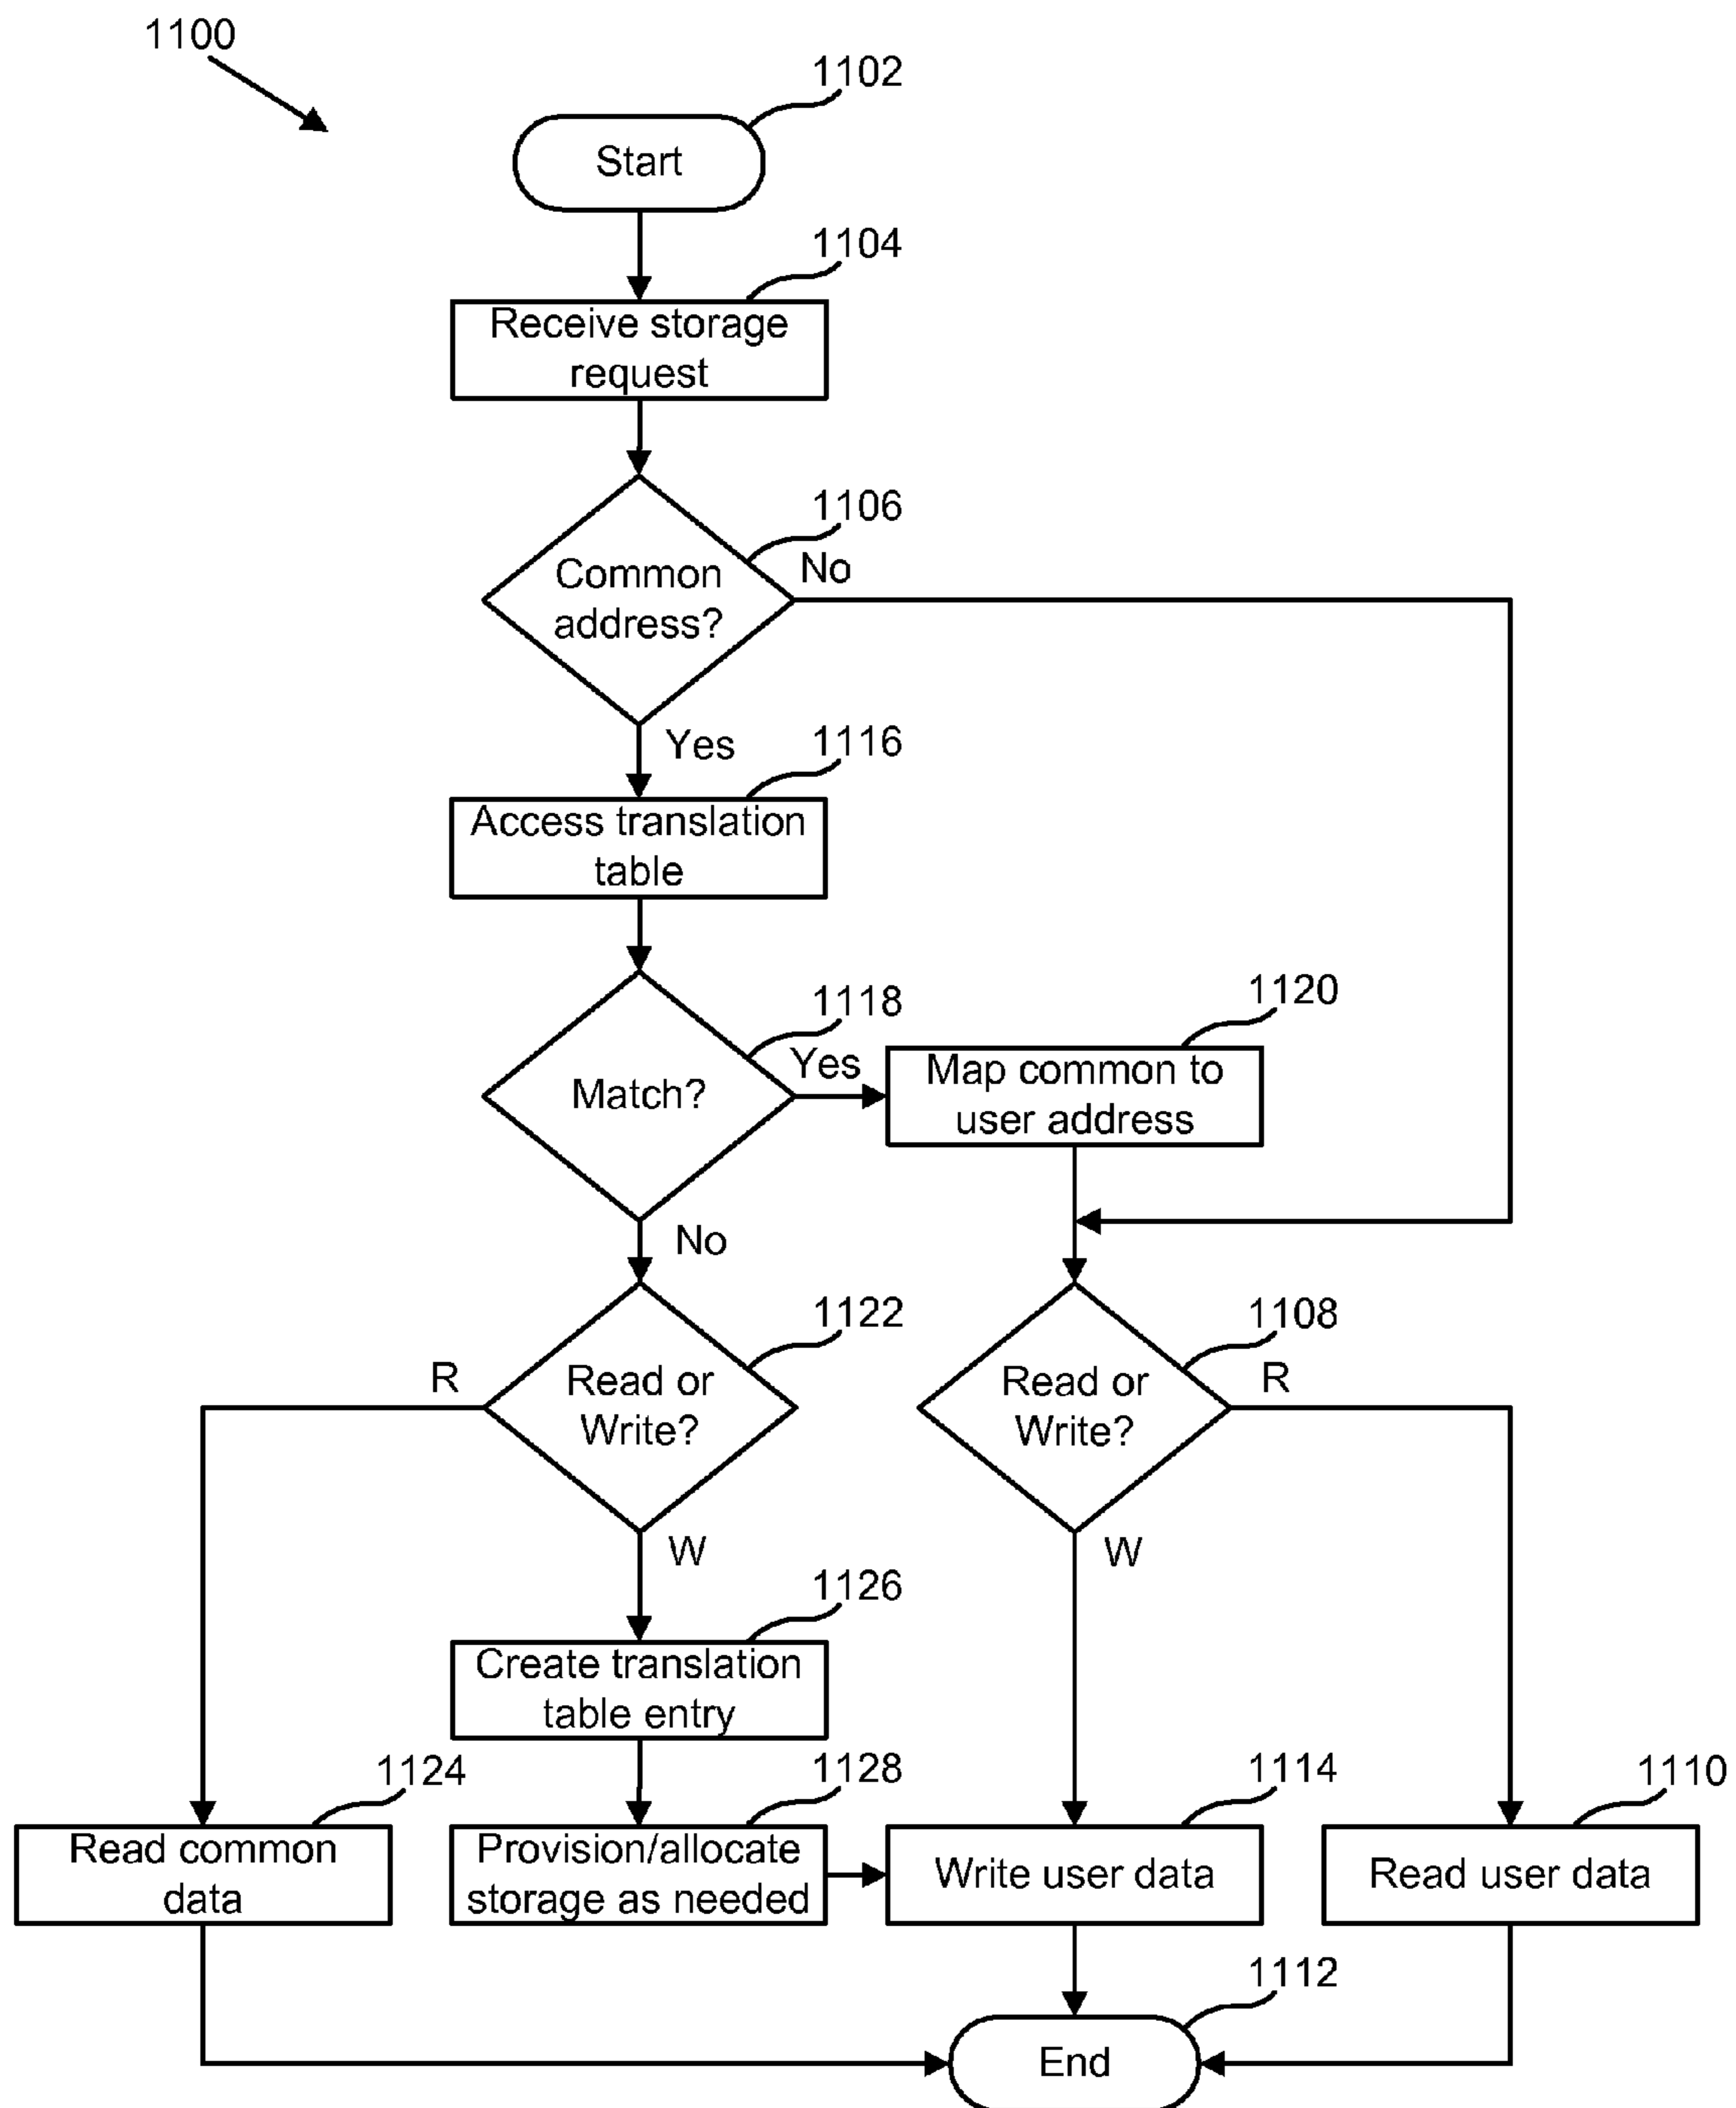 1100
1102
Start
1104
Receive storage
request
1106
Common
address?
No
Yes
1116
Access translation
table
1118
Match?
Yes
1120
Map common to
user address
No
1122
Read or
Write?
R
W
1108
Read or
Write?
R
W
1126
Create translation
table entry
1124
Read common
data
1128
Provision/allocate
storage as needed
1114
Write user data
1110
Read user data
1112
End